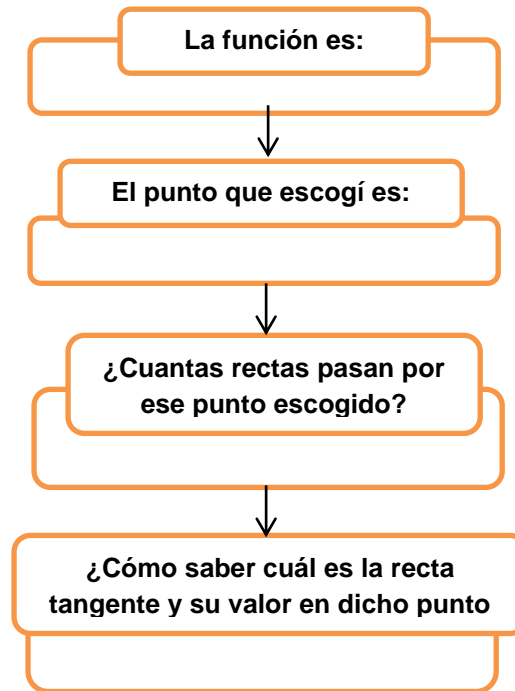 La función es:
El punto que escogí es:
¿Cuantas rectas pasan por
ese punto escogido?
¿Cómo saber cuál es la recta
tangente y su valor en dicho punto